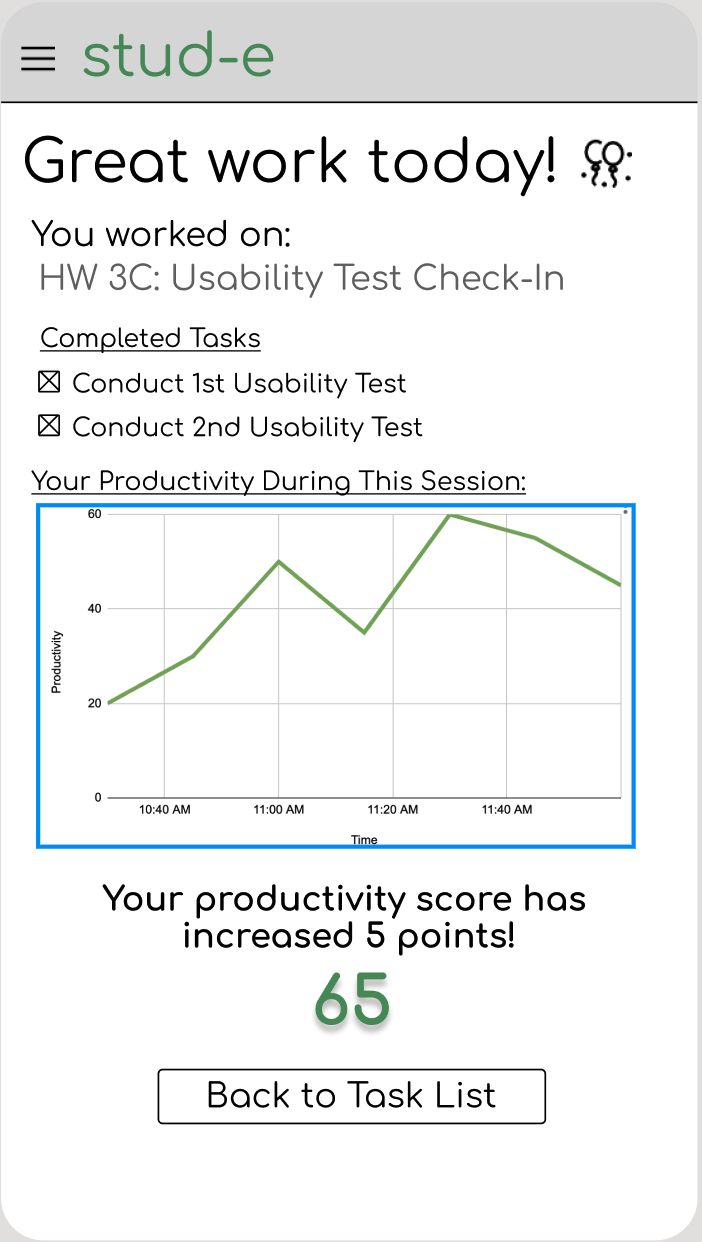 stud-e
Great work today!
You worked on:
HW 3C: Usability Test Check-In
Completed Tasks
Conduct 1st Usability Test
Conduct 2nd Usability Test
Your Productivity During This Session:
60
40
20
0
Productivity
10:40 AM 11:00 AM 11:20 AM 11:40 AM
Time
Your productivity score has
increased 5 points!
65
Back to Task List